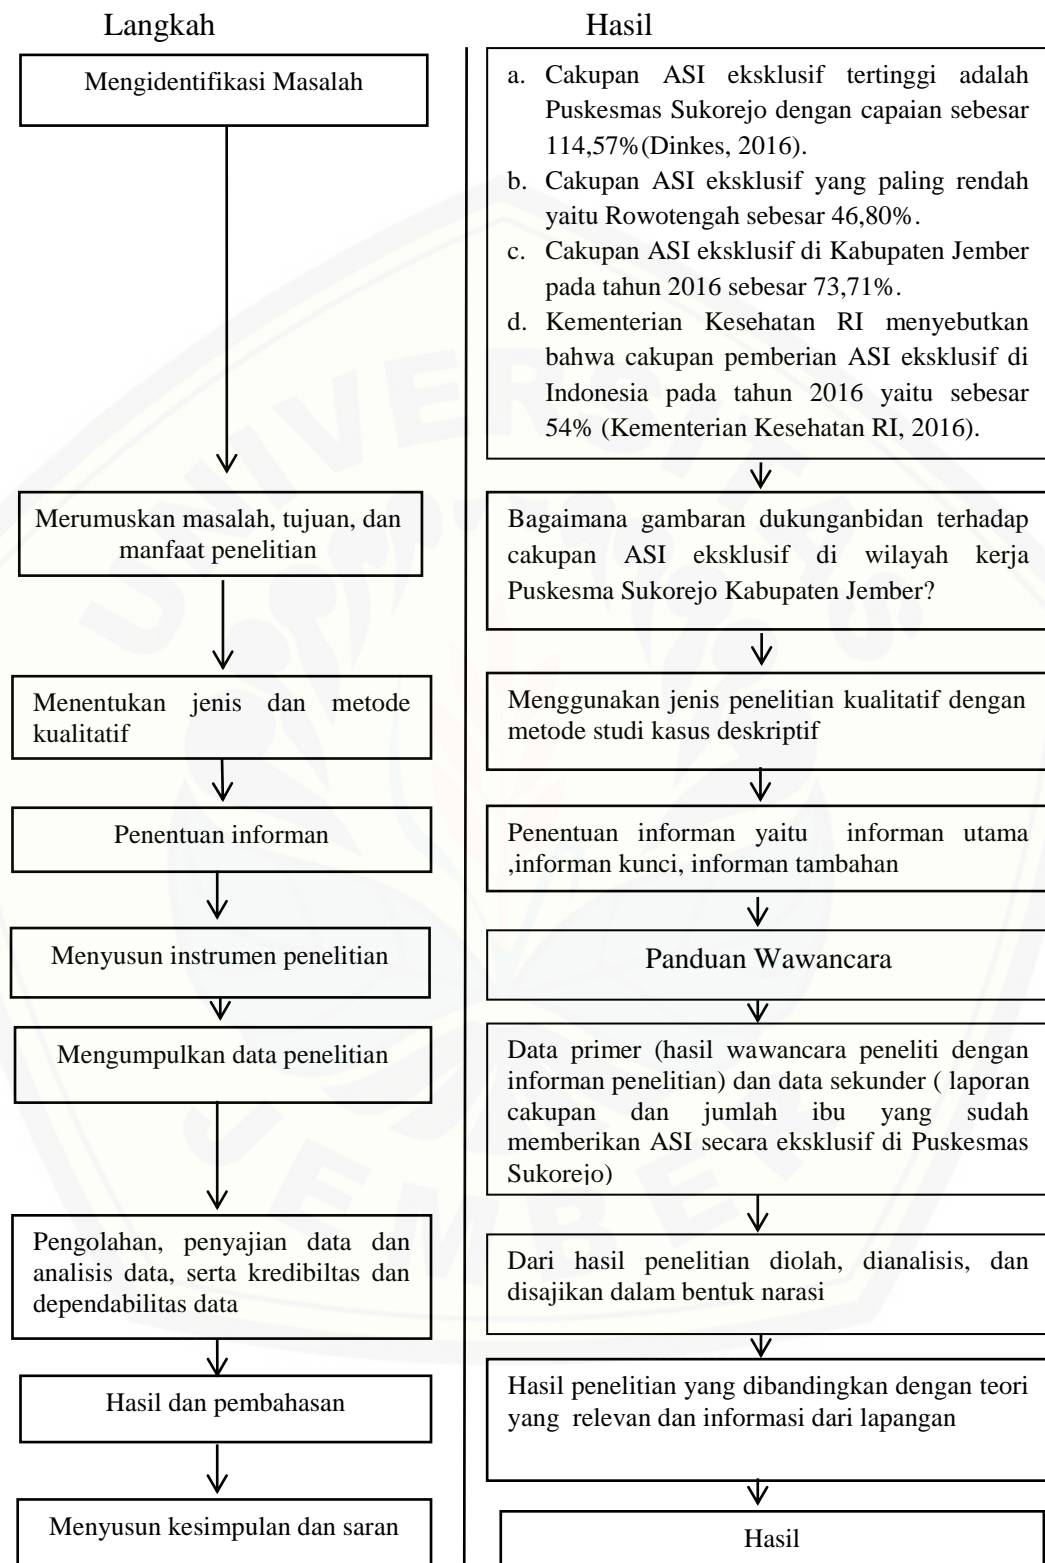 Langkah
Hasil
Mengidentifikasi Masalah
a. Cakupan ASI eksklusif tertinggi adalah
Puskesmas Sukorejo dengan capaian sebesar
114,57%(Dinkes, 2016).
b. Cakupan ASI eksklusif yang paling rendah
yaitu Rowotengah sebesar 46,80%.
c. Cakupan ASI eksklusif di Kabupaten Jember
pada tahun 2016 sebesar 73,71%.
d. Kementerian Kesehatan RI menyebutkan
bahwa cakupan pemberian ASI eksklusif di
Indonesia pada tahun 2016 yaitu sebesar
54% (Kementerian Kesehatan RI, 2016).
Merumuskan masalah, tujuan, dan
manfaat penelitian
Bagaimana gambaran dukunganbidan terhadap
cakupan ASI eksklusif di wilayah kerja
Puskesma Sukorejo Kabupaten Jember?
Menentukan jenis dan metode
kualitatif
Menggunakan jenis penelitian kualitatif dengan
metode studi kasus deskriptif
Penentuan informan
Penentuan informan yaitu informan utama
,informan kunci, informan tambahan
Menyusun instrumen penelitian
Panduan Wawancara
Mengumpulkan data penelitian
Data primer (hasil wawancara peneliti dengan
informan penelitian) dan data sekunder ( laporan
cakupan dan jumlah ibu yang sudah
memberikan ASI secara eksklusif di Puskesmas
Sukorejo)
Pengolahan, penyajian data dan
analisis data, serta kredibiltas dan
dependabilitas data
Dari hasil penelitian diolah, dianalisis, dan
disajikan dalam bentuk narasi
Hasil dan pembahasan
Hasil penelitian yang dibandingkan dengan teori
yang relevan dan informasi dari lapangan
Menyusun kesimpulan dan saran
Hasil
UNIVERSITAS
JEMBER